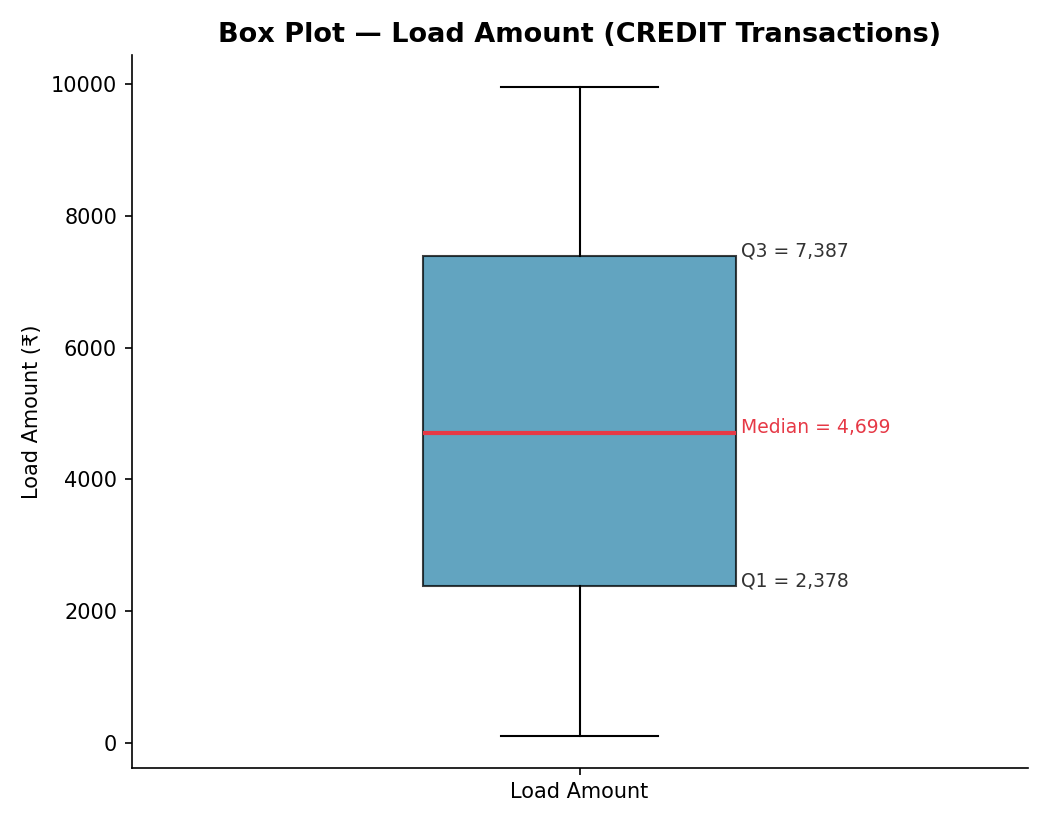 Box Plot — Load Amount (CREDIT Transactions)
10000
8000
6000
4000
2000
0
Load Amount (₹)
Q3 = 7,387
Median = 4,699
Q1 = 2,378
Load Amount